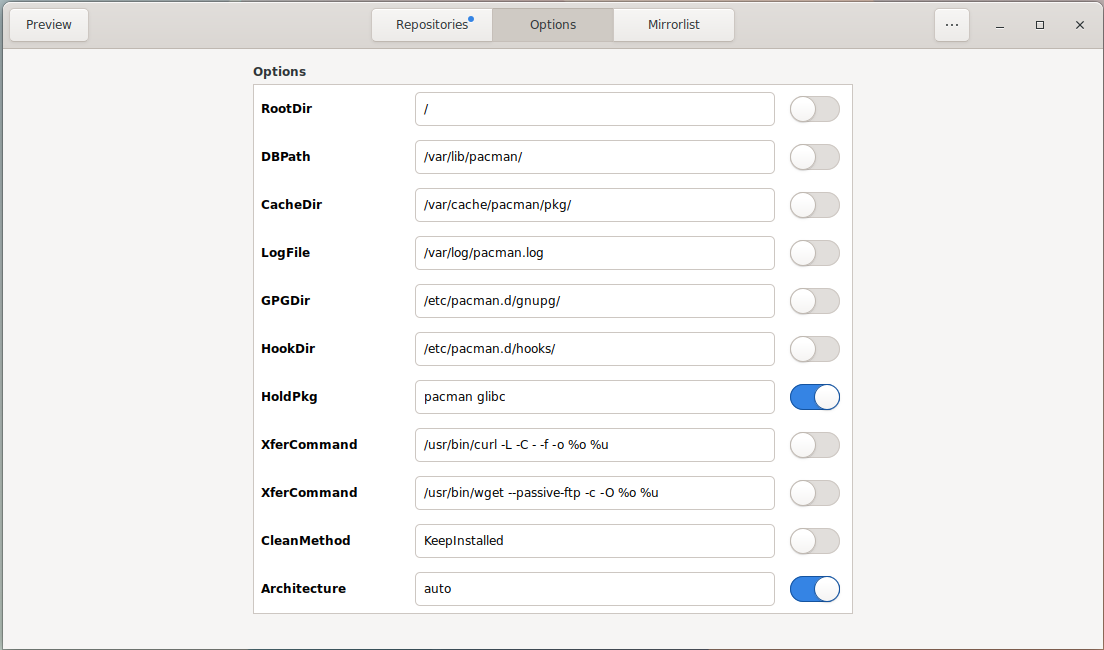 Preview
Repositories
Options
Mirrorlist
Options
RootDir /
DBPath /var/lib/pacman/
CacheDir /var/cache/pacman/pkg/
LogFile /var/log/pacman.log
GPGDir /etc/pacman.d/gnupg/
HookDir /etc/pacman.d/hooks/
HoldPkg pacman glibc
XferCommand /usr/bin/curl -L -C - -f -o %o %u
XferCommand /usr/bin/wget --passive-ftp -c -O %o %u
CleanMethod KeepInstalled
Architecture auto